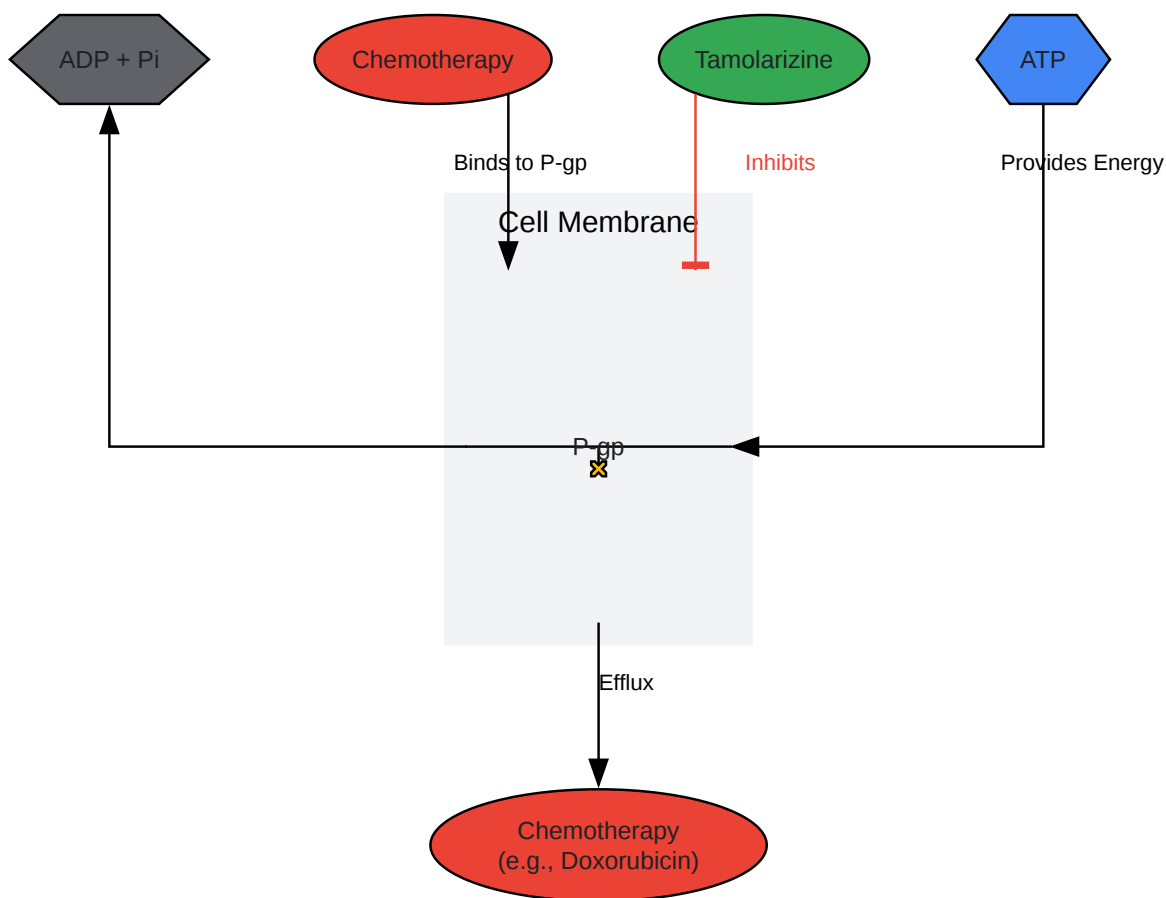 ADP + Pi
Chemotherapy
Tamolarizine
ATP
Binds to P-gp
Inhibits
Provides Energy
Cell Membrane
P-gp
Efflux
Chemotherapy
(e.g., Doxorubicin)